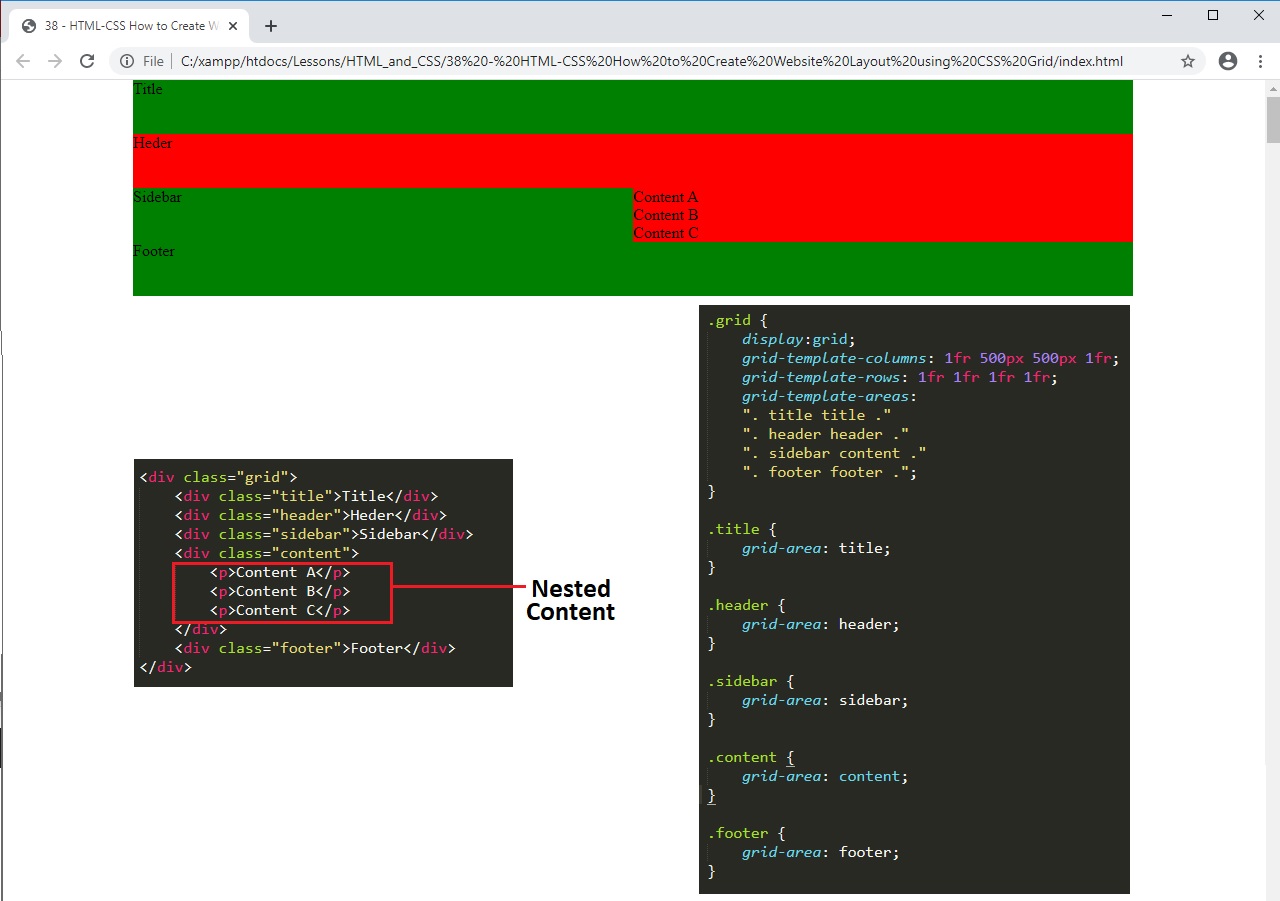 38 - HTML-CSS How to Create W
File
C:/xampp/htdocs/Lessons/HTML_and_CSS/38%20-%20HTML-CSS%20How%20to%20Create%20Website%20Layout%20using%20CSS%20Grid/index.html
Title
Heder
Sidebar
Content A
Content B
Content C
Footer
<div class="grid">
    <div class="title">Title</div>
    <div class="header">Heder</div>
    <div class="sidebar">Sidebar</div>
    <div class="content">
        <p>Content A</p>
        <p>Content B</p>
        <p>Content C</p>
    </div>
    <div class="footer">Footer</div>
</div>
Nested
Content
.grid {
    display:grid;
    grid-template-columns: 1fr 500px 500px 1fr;
    grid-template-rows: 1fr 1fr 1fr 1fr;
    grid-template-areas:
    ". title title ."
    ". header header ."
    ". sidebar content ."
    ". footer footer .";
}
.title {
    grid-area: title;
}
.header {
    grid-area: header;
}
.sidebar {
    grid-area: sidebar;
}
.content {
    grid-area: content;
}
.footer {
    grid-area: footer;
}